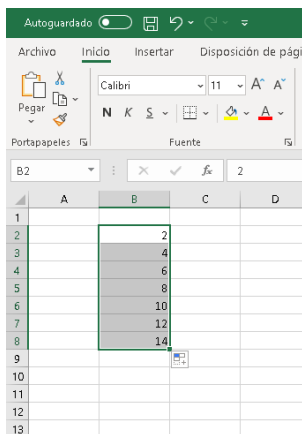 Autoguardado
Archivo Inicio Insertar Disposición de pági
Pegar
Calibri 11 A^ A˅
N K S A
Portapapeles Fuente
B2 fx 2
A B C D
1
2 2
3 4
4 6
5 8
6 10
7 12
8 14
9
10
11
12
13